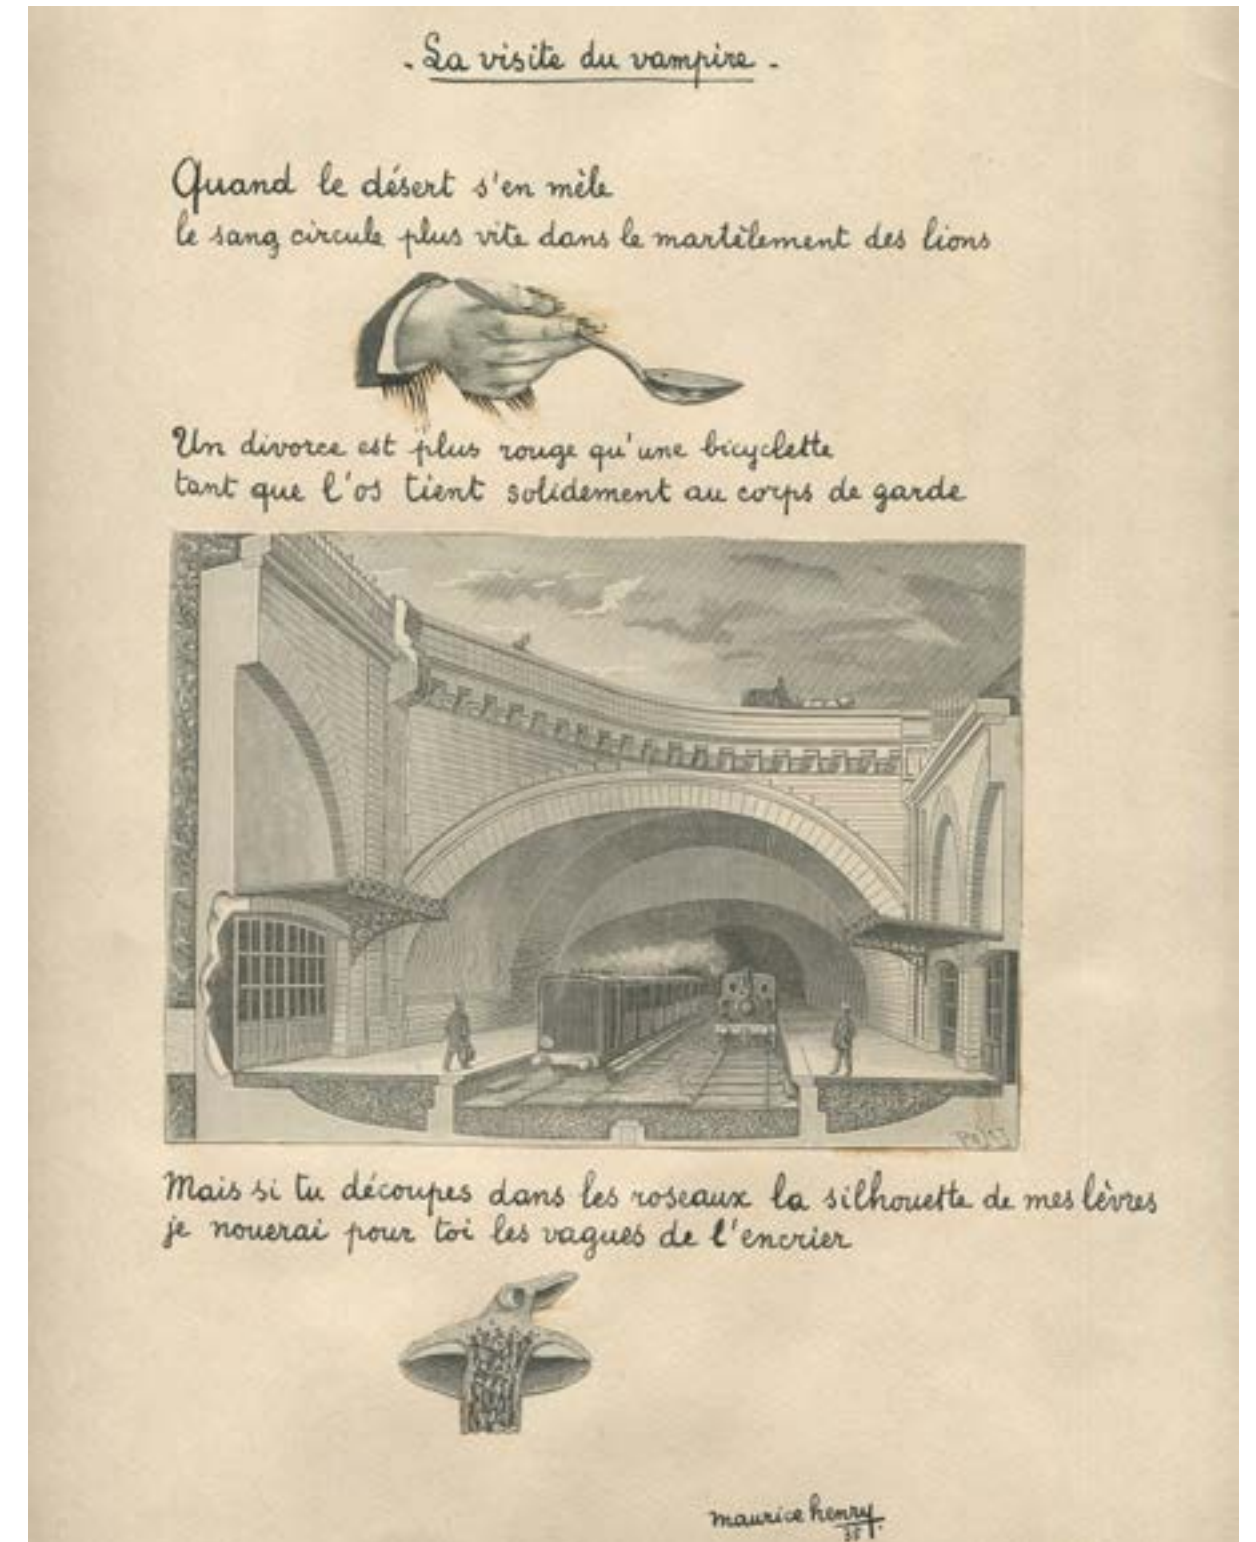 - La visite du vampire -
Quand le désert s'en mèle
le sang circule plus vite dans le martèlement des lions
Un divorce est plus rouge qu'une bicyclette
tant que l'os tient solidement au corps de garde
Mais si tu découpes dans les roseaux la silhouette de mes lèvres
je nouerai pour toi les vagues de l'encrier
maurice henry